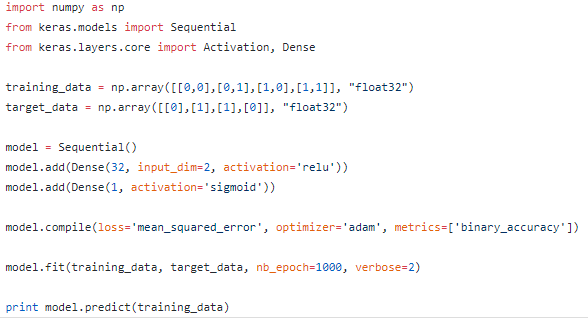 import numpy as np
from keras.models import Sequential
from keras.layers.core import Activation, Dense
training_data = np.array([[0,0],[0,1],[1,0],[1,1]], "float32")
target_data = np.array([[0],[1],[1],[0]], "float32")
model = Sequential()
model.add(Dense(32, input_dim=2, activation='relu'))
model.add(Dense(1, activation='sigmoid'))
model.compile(loss='mean_squared_error', optimizer='adam', metrics=['binary_accuracy'])
model.fit(training_data, target_data, nb_epoch=1000, verbose=2)
print model.predict(training_data)